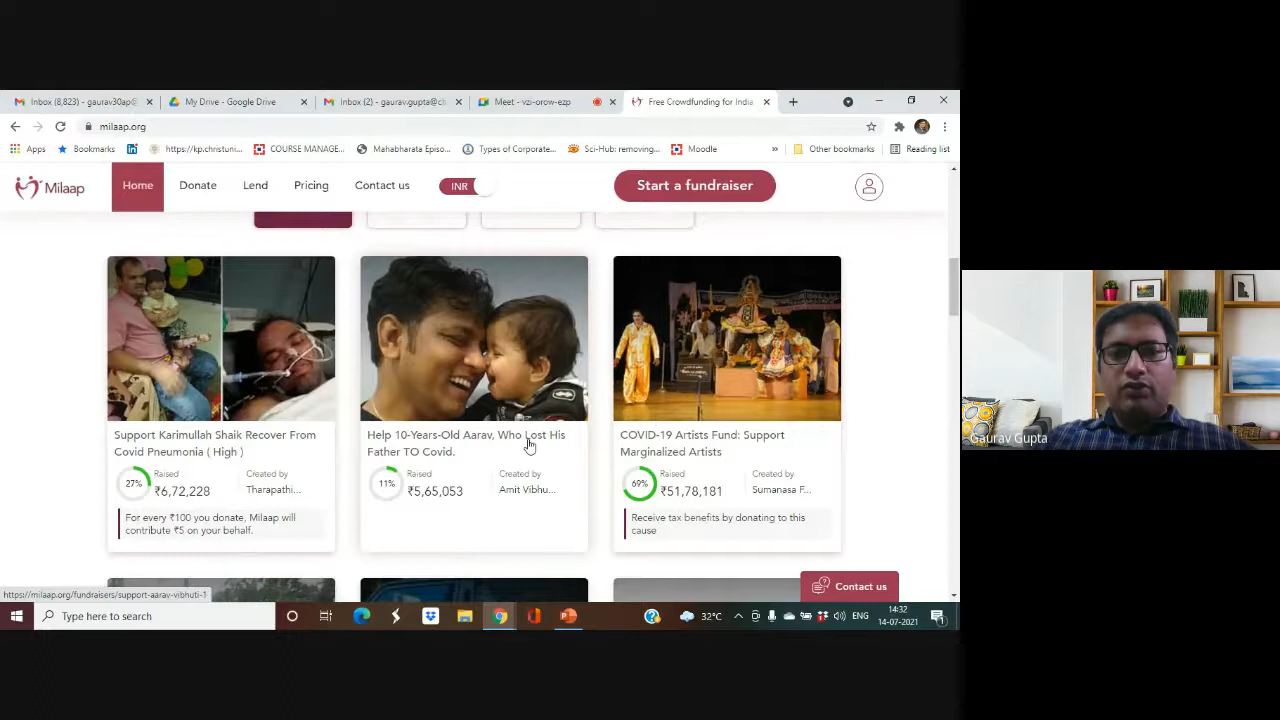 Inbox (8,823) - gaurav30ap@
My Drive - Google Drive
Inbox (2) - gaurav.gupta@c
Meet - vzi-orow-ezp
Free Crowdfunding for India
milaap.org
Apps
Bookmarks
https://kp.christuni...
COURSE MANAGE...
Mahabharata Episo...
Types of Corporate...
Sci-Hub: removing...
Moodle
»
Other bookmarks
Reading list
Milaap
Home
Donate
Lend
Pricing
Contact us
INR
Start a fundraiser
Support Karimullah Shaik Recover From
Covid Pneumonia ( High )
27%
Raised
₹6,72,228
Created by
Tharapathi...
For every ₹100 you donate, Milaap will
contribute ₹5 on your behalf.
Help 10-Years-Old Aarav, Who Lost His
Father TO Covid.
11%
Raised
₹5,65,053
Created by
Amit Vibhu...
COVID-19 Artists Fund: Support
Marginalized Artists
69%
Raised
₹51,78,181
Created by
Sumanasa F...
Receive tax benefits by donating to this
cause
Contact us
https://milaap.org/fundraisers/support-aarav-vibhuti-1
Type here to search
32°C
ENG
14:32
14-07-2021
Gaurav Gupta